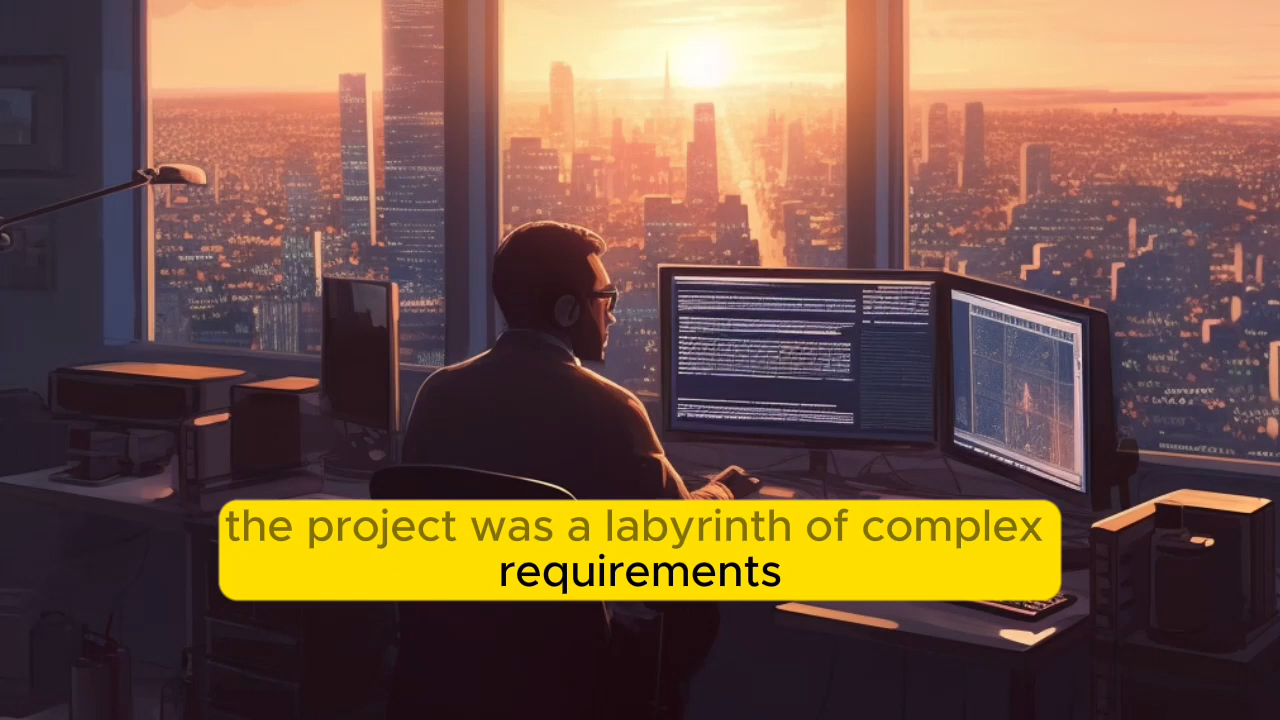 the project was a labyrinth of complex
requirements